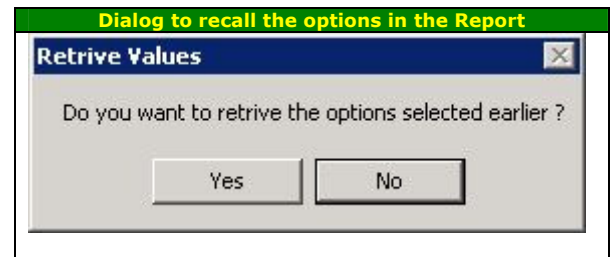 Dialog to recall the options in the Report
Retrive Values
Do you want to retrive the options selected earlier ?
Yes No